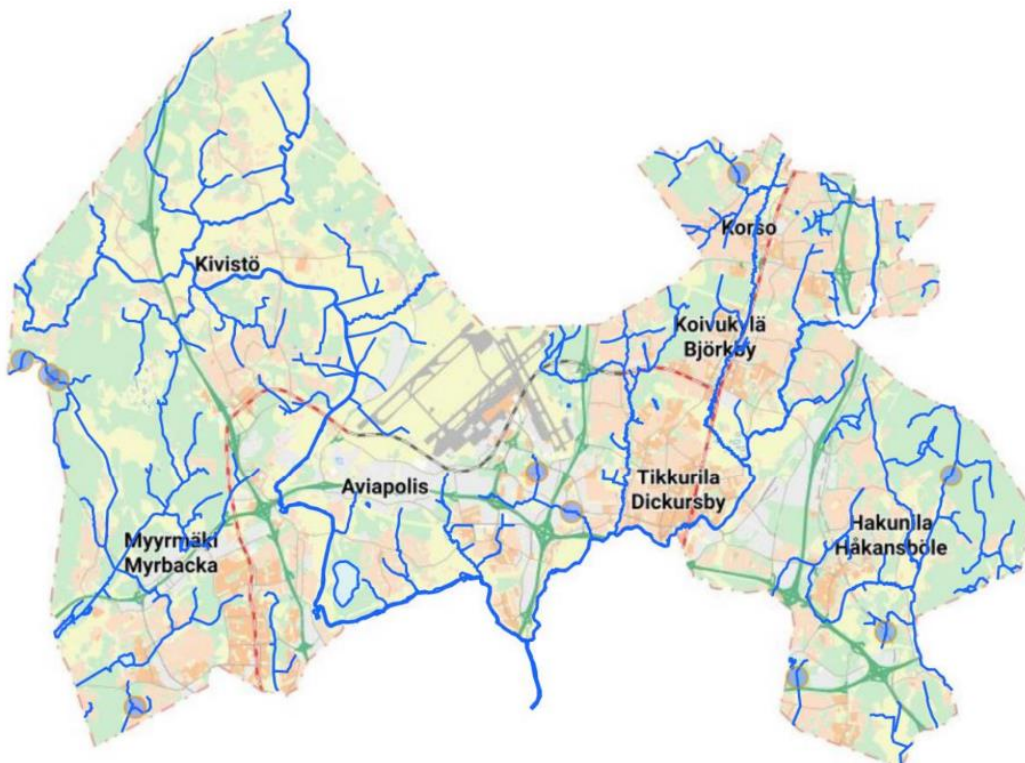 Korso
Kivistö
Koivukylä
Björkby
Aviapolis
Tikkurila
Dickursby
Myyrmäki
Myrbacka
Hakunila
Håkansböle